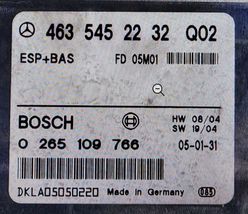 463 545 22 32 Q02
ESP+BAS FD 05M01
HW 08/04
BOSCH SW 19/04
0 265 109 766 05-01-31
DKLA05050220 Made in Germany 083